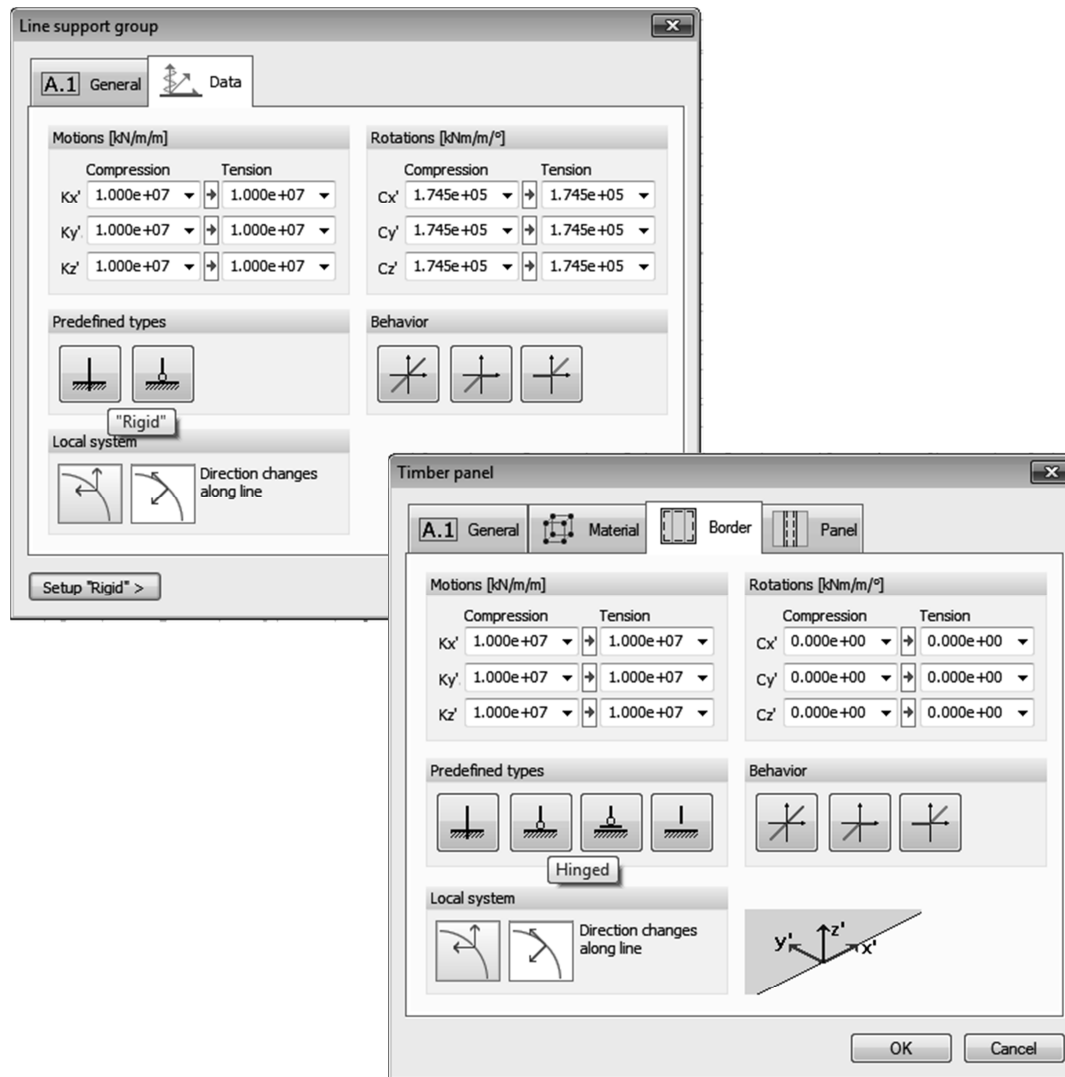 Line support group
A.1 General Data
Motions [kN/m/m]
Compression Tension
Kx' 1.000e+07 1.000e+07
Ky' 1.000e+07 1.000e+07
Kz' 1.000e+07 1.000e+07
Rotations [kNm/m/°]
Compression Tension
Cx' 1.745e+05 1.745e+05
Cy' 1.745e+05 1.745e+05
Cz' 1.745e+05 1.745e+05
Predefined types
Behavior
"Rigid"
Local system
Direction changes
along line
Setup "Rigid" >
Timber panel
A.1 General Material Border Panel
Motions [kN/m/m]
Compression Tension
Kx' 1.000e+07 1.000e+07
Ky' 1.000e+07 1.000e+07
Kz' 1.000e+07 1.000e+07
Rotations [kNm/m/°]
Compression Tension
Cx' 0.000e+00 0.000e+00
Cy' 0.000e+00 0.000e+00
Cz' 0.000e+00 0.000e+00
Predefined types
Behavior
Hinged
Local system
Direction changes
along line
y' z' x'
OK Cancel